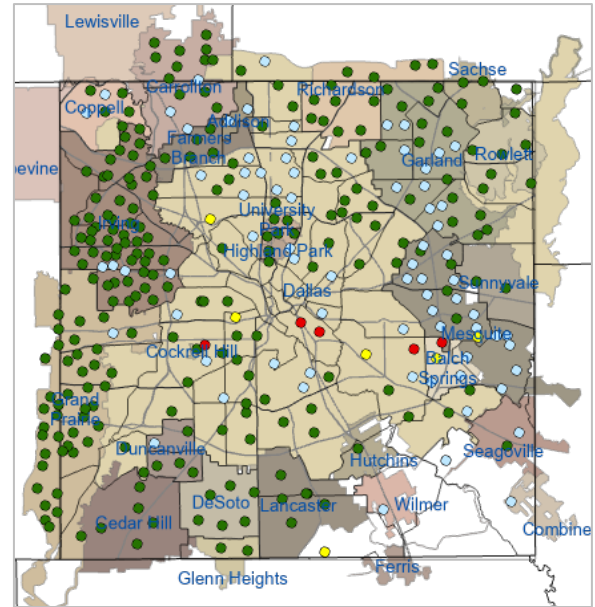 Lewisville
Sachse
Carrollton
Richardson
Coppell
Addison
Farmers
Branch
Garland
Rowlett
evine
University
Park
Irving
Highland Park
Sunnyvale
Dallas
Mesquite
Cockrell Hill
Balch
Springs
Grand
Prairie
Duncanville
Seagoville
Hutchins
DeSoto
Lancaster
Wilmer
Cedar Hill
Combine
Ferris
Glenn Heights